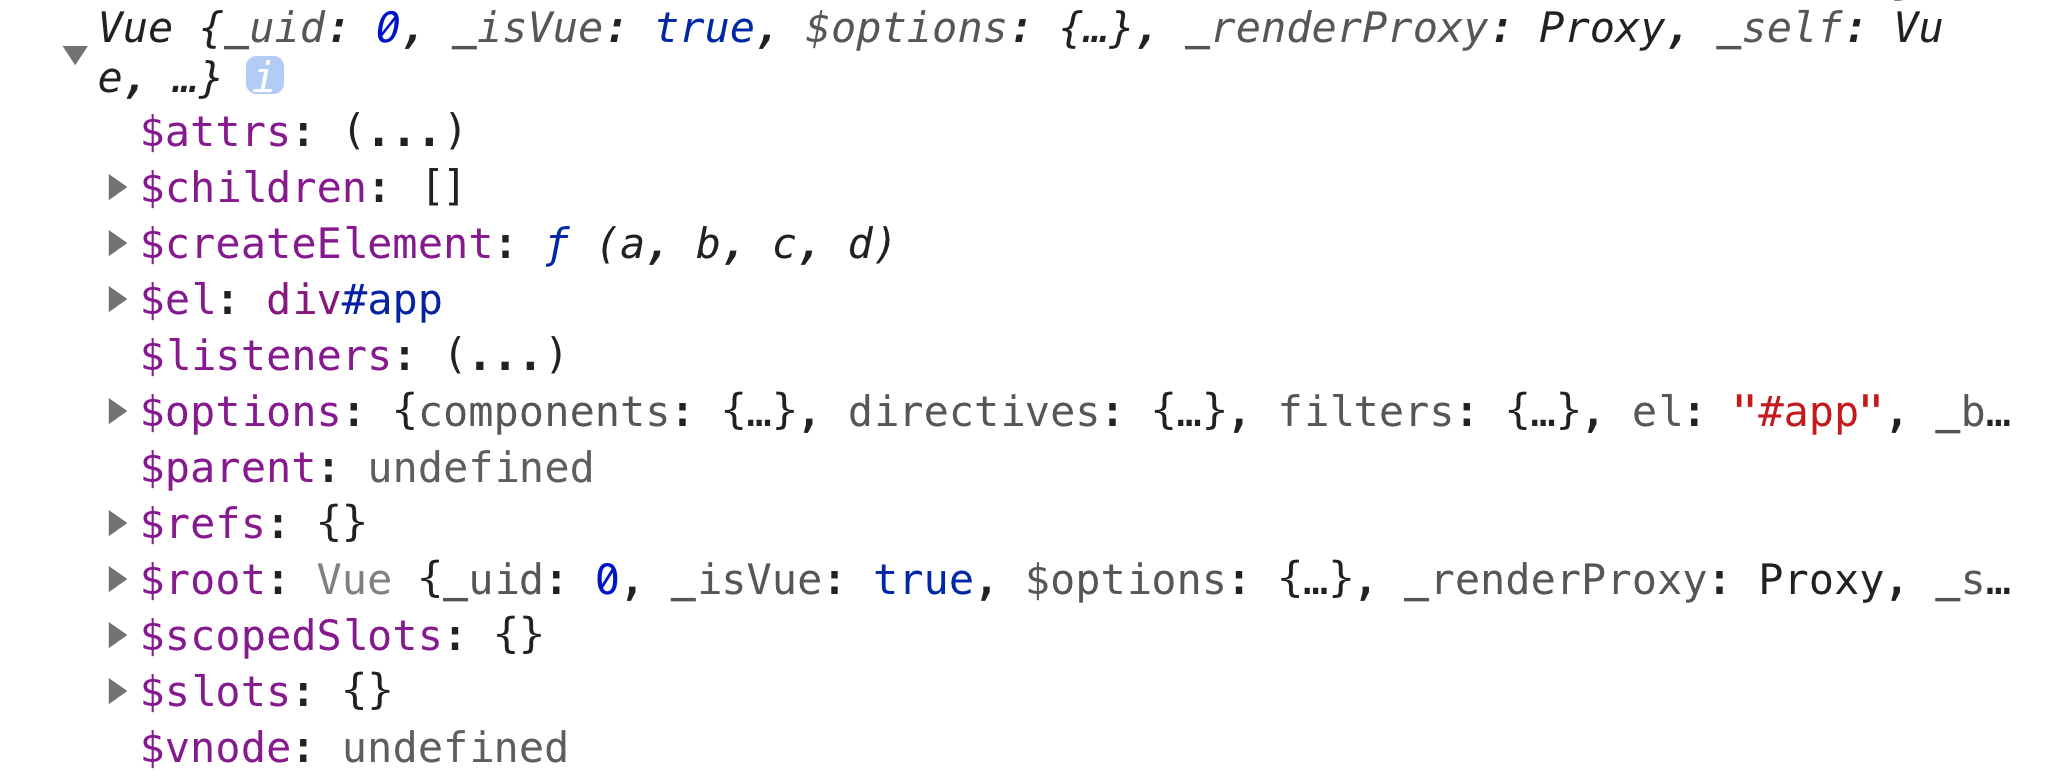 Vue {_uid: 0, _isVue: true, $options: {…}, _renderProxy: Proxy, _self: Vu
e, …} i
$attrs: (...)
$children: []
$createElement: ƒ (a, b, c, d)
$el: div#app
$listeners: (...)
$options: {components: {…}, directives: {…}, filters: {…}, el: "#app", _b…
$parent: undefined
$refs: {}
$root: Vue {_uid: 0, _isVue: true, $options: {…}, _renderProxy: Proxy, _s…
$scopedSlots: {}
$slots: {}
$vnode: undefined